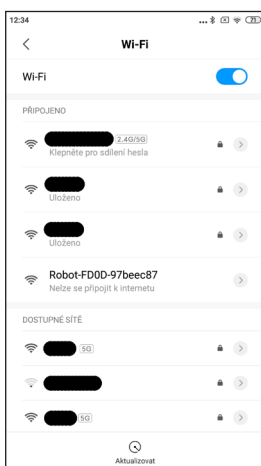 12:34
... 71
Wi-Fi
Wi-Fi
PŘIPOJENO
2.4G/5G
Klepněte pro sdílení hesla
Uloženo
Uloženo
Robot-FD0D-97beec87
Nelze se připojit k internetu
DOSTUPNÉ SÍTĚ
5G
5G
Aktualizovat